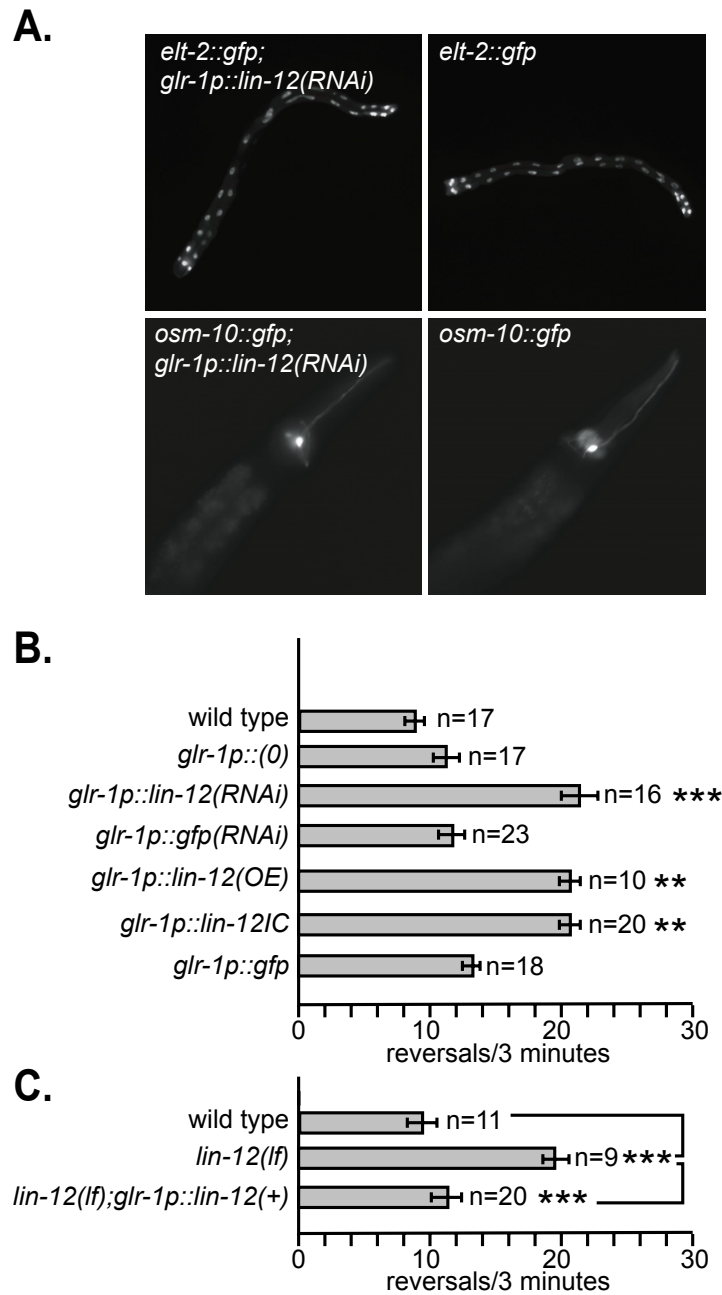 A.
elt-2::gfp;
glr-1p::lin-12(RNAi)
elt-2::gfp
osm-10::gfp;
glr-1p::lin-12(RNAi)
osm-10::gfp
B.
wild type n=17
glr-1p::(0) n=17
glr-1p::lin-12(RNAi) n=16 ***
glr-1p::gfp(RNAi) n=23
glr-1p::lin-12(OE) n=10 **
glr-1p::lin-12IC n=20 **
glr-1p::gfp n=18
0 10 20 30
reversals/3 minutes
C.
wild type n=11
lin-12(lf) n=9***
lin-12(lf);glr-1p::lin-12(+) n=20 ***
0 10 20 30
reversals/3 minutes